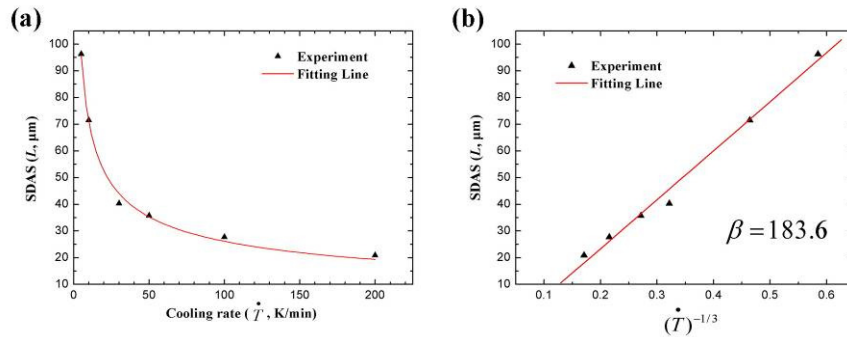 (a)
100
90
80
70
60
50
40
30
20
10
SDAS (L, μm)
Experiment
Fitting Line
0 50 100 150 200
Cooling rate ( Ṫ , K/min)
(b)
100
90
80
70
60
50
40
30
20
10
SDAS (L, μm)
Experiment
Fitting Line
β = 183.6
0.1 0.2 0.3 0.4 0.5 0.6
(Ṫ)⁻¹/³